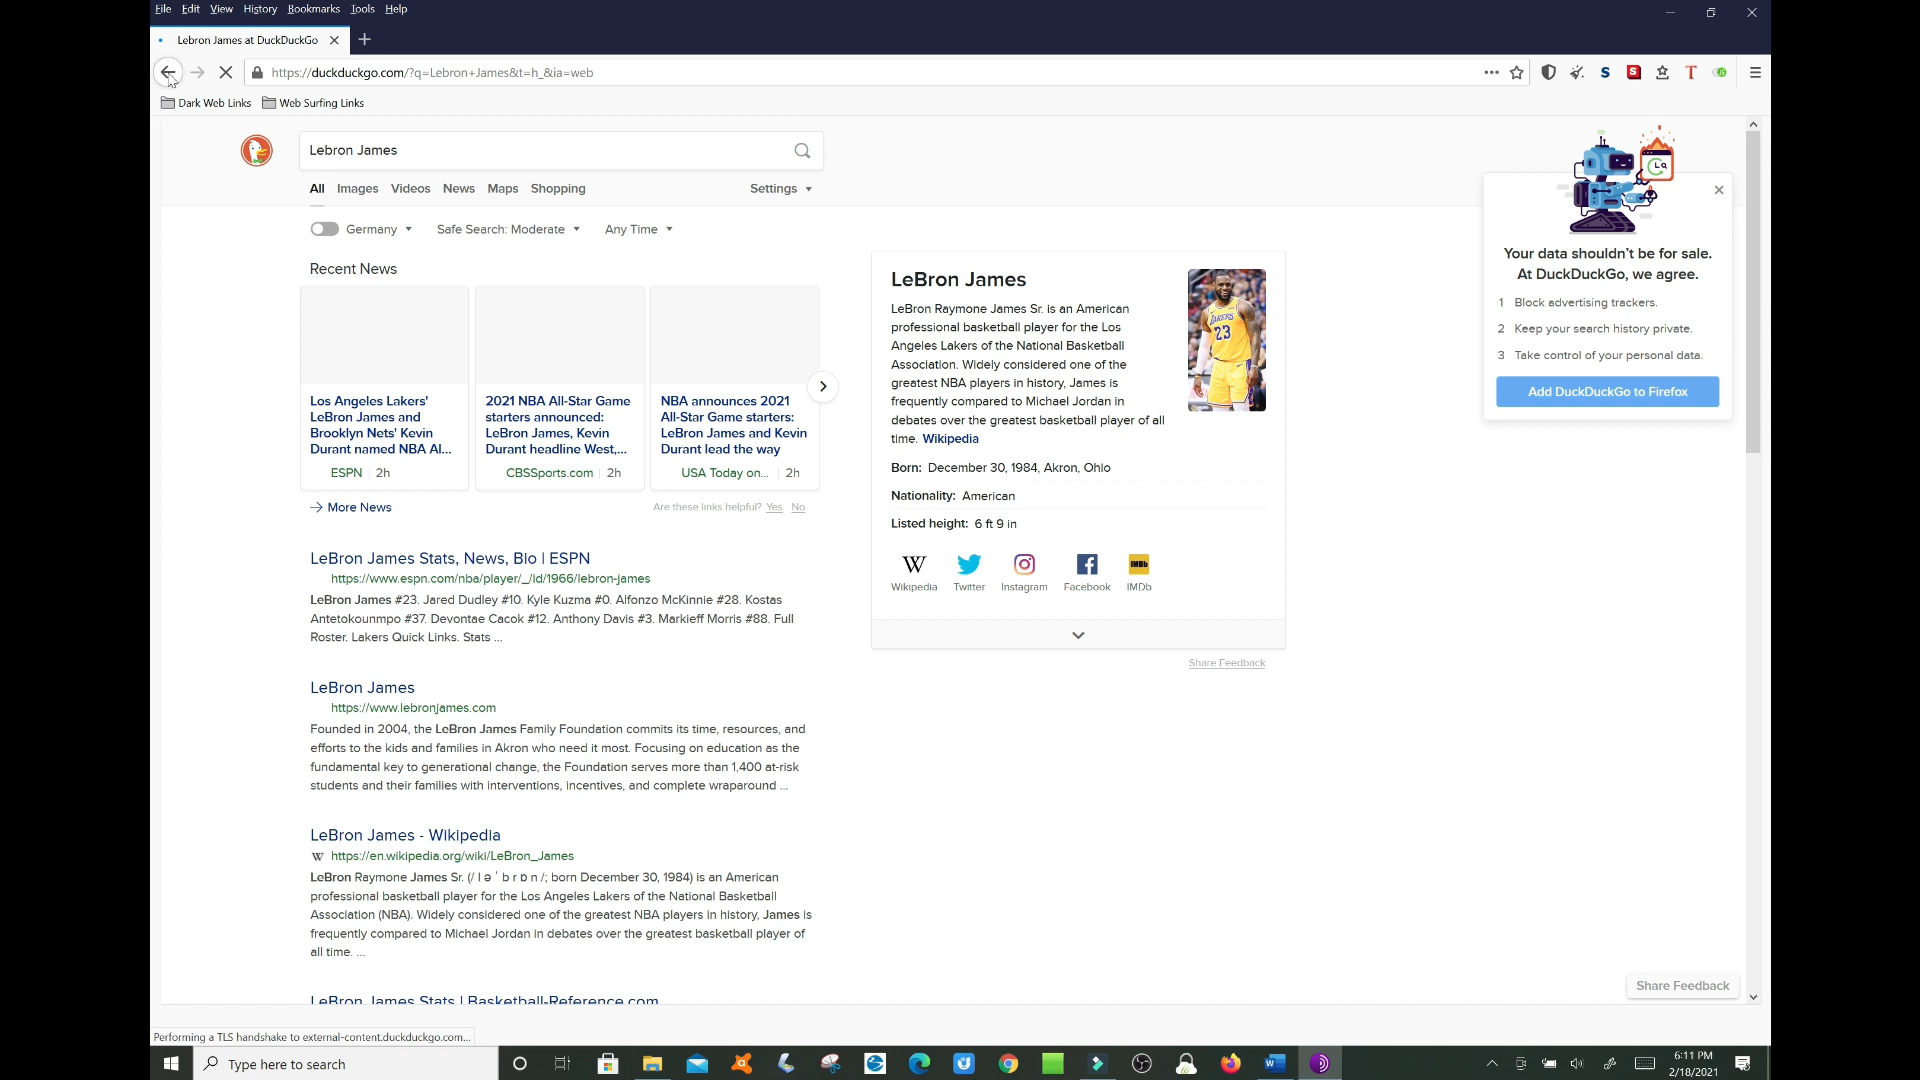 File Edit View History Bookmarks Tools Help
Lebron James at DuckDuckGo
https://duckduckgo.com/?q=Lebron+James&t=h_&ia=web
Dark Web Links Web Surfing Links
Lebron James
All Images Videos News Maps Shopping Settings
Germany Safe Search: Moderate Any Time
Recent News
Los Angeles Lakers'
LeBron James and
Brooklyn Nets' Kevin
Durant named NBA Al...
ESPN 2h
2021 NBA All-Star Game
starters announced:
LeBron James, Kevin
Durant headline West,...
CBSSports.com 2h
NBA announces 2021
All-Star Game starters:
LeBron James and Kevin
Durant lead the way
USA Today on... 2h
More News
Are these links helpful? Yes No
LeBron James Stats, News, Bio | ESPN
https://www.espn.com/nba/player/_/id/1966/lebron-james
LeBron James #23. Jared Dudley #10. Kyle Kuzma #0. Alfonzo McKinnie #28. Kostas
Antetokounmpo #37. Devontae Cacok #12. Anthony Davis #3. Markieff Morris #88. Full
Roster. Lakers Quick Links. Stats ...
LeBron James
https://www.lebronjames.com
Founded in 2004, the LeBron James Family Foundation commits its time, resources, and
efforts to the kids and families in Akron who need it most. Focusing on education as the
fundamental key to generational change, the Foundation serves more than 1,400 at-risk
students and their families with interventions, incentives, and complete wraparound ...
LeBron James - Wikipedia
W https://en.wikipedia.org/wiki/LeBron_James
LeBron Raymone James Sr. (/ l ə ˈ b r ɒ n /; born December 30, 1984) is an American
professional basketball player for the Los Angeles Lakers of the National Basketball
Association (NBA). Widely considered one of the greatest NBA players in history, James is
frequently compared to Michael Jordan in debates over the greatest basketball player of
all time. ...
LeBron James Stats | Basketball-Reference.com
LeBron James
LeBron Raymone James Sr. is an American
professional basketball player for the Los
Angeles Lakers of the National Basketball
Association. Widely considered one of the
greatest NBA players in history, James is
frequently compared to Michael Jordan in
debates over the greatest basketball player of all
time. Wikipedia
LAKERS
23
Born: December 30, 1984, Akron, Ohio
Nationality: American
Listed height: 6 ft 9 in
W IMDb
Wikipedia Twitter Instagram Facebook IMDb
Share Feedback
Your data shouldn't be for sale.
At DuckDuckGo, we agree.
1 Block advertising trackers.
2 Keep your search history private.
3 Take control of your personal data.
Add DuckDuckGo to Firefox
Share Feedback
Performing a TLS handshake to external-content.duckduckgo.com...
Type here to search
6:11 PM
2/18/2021